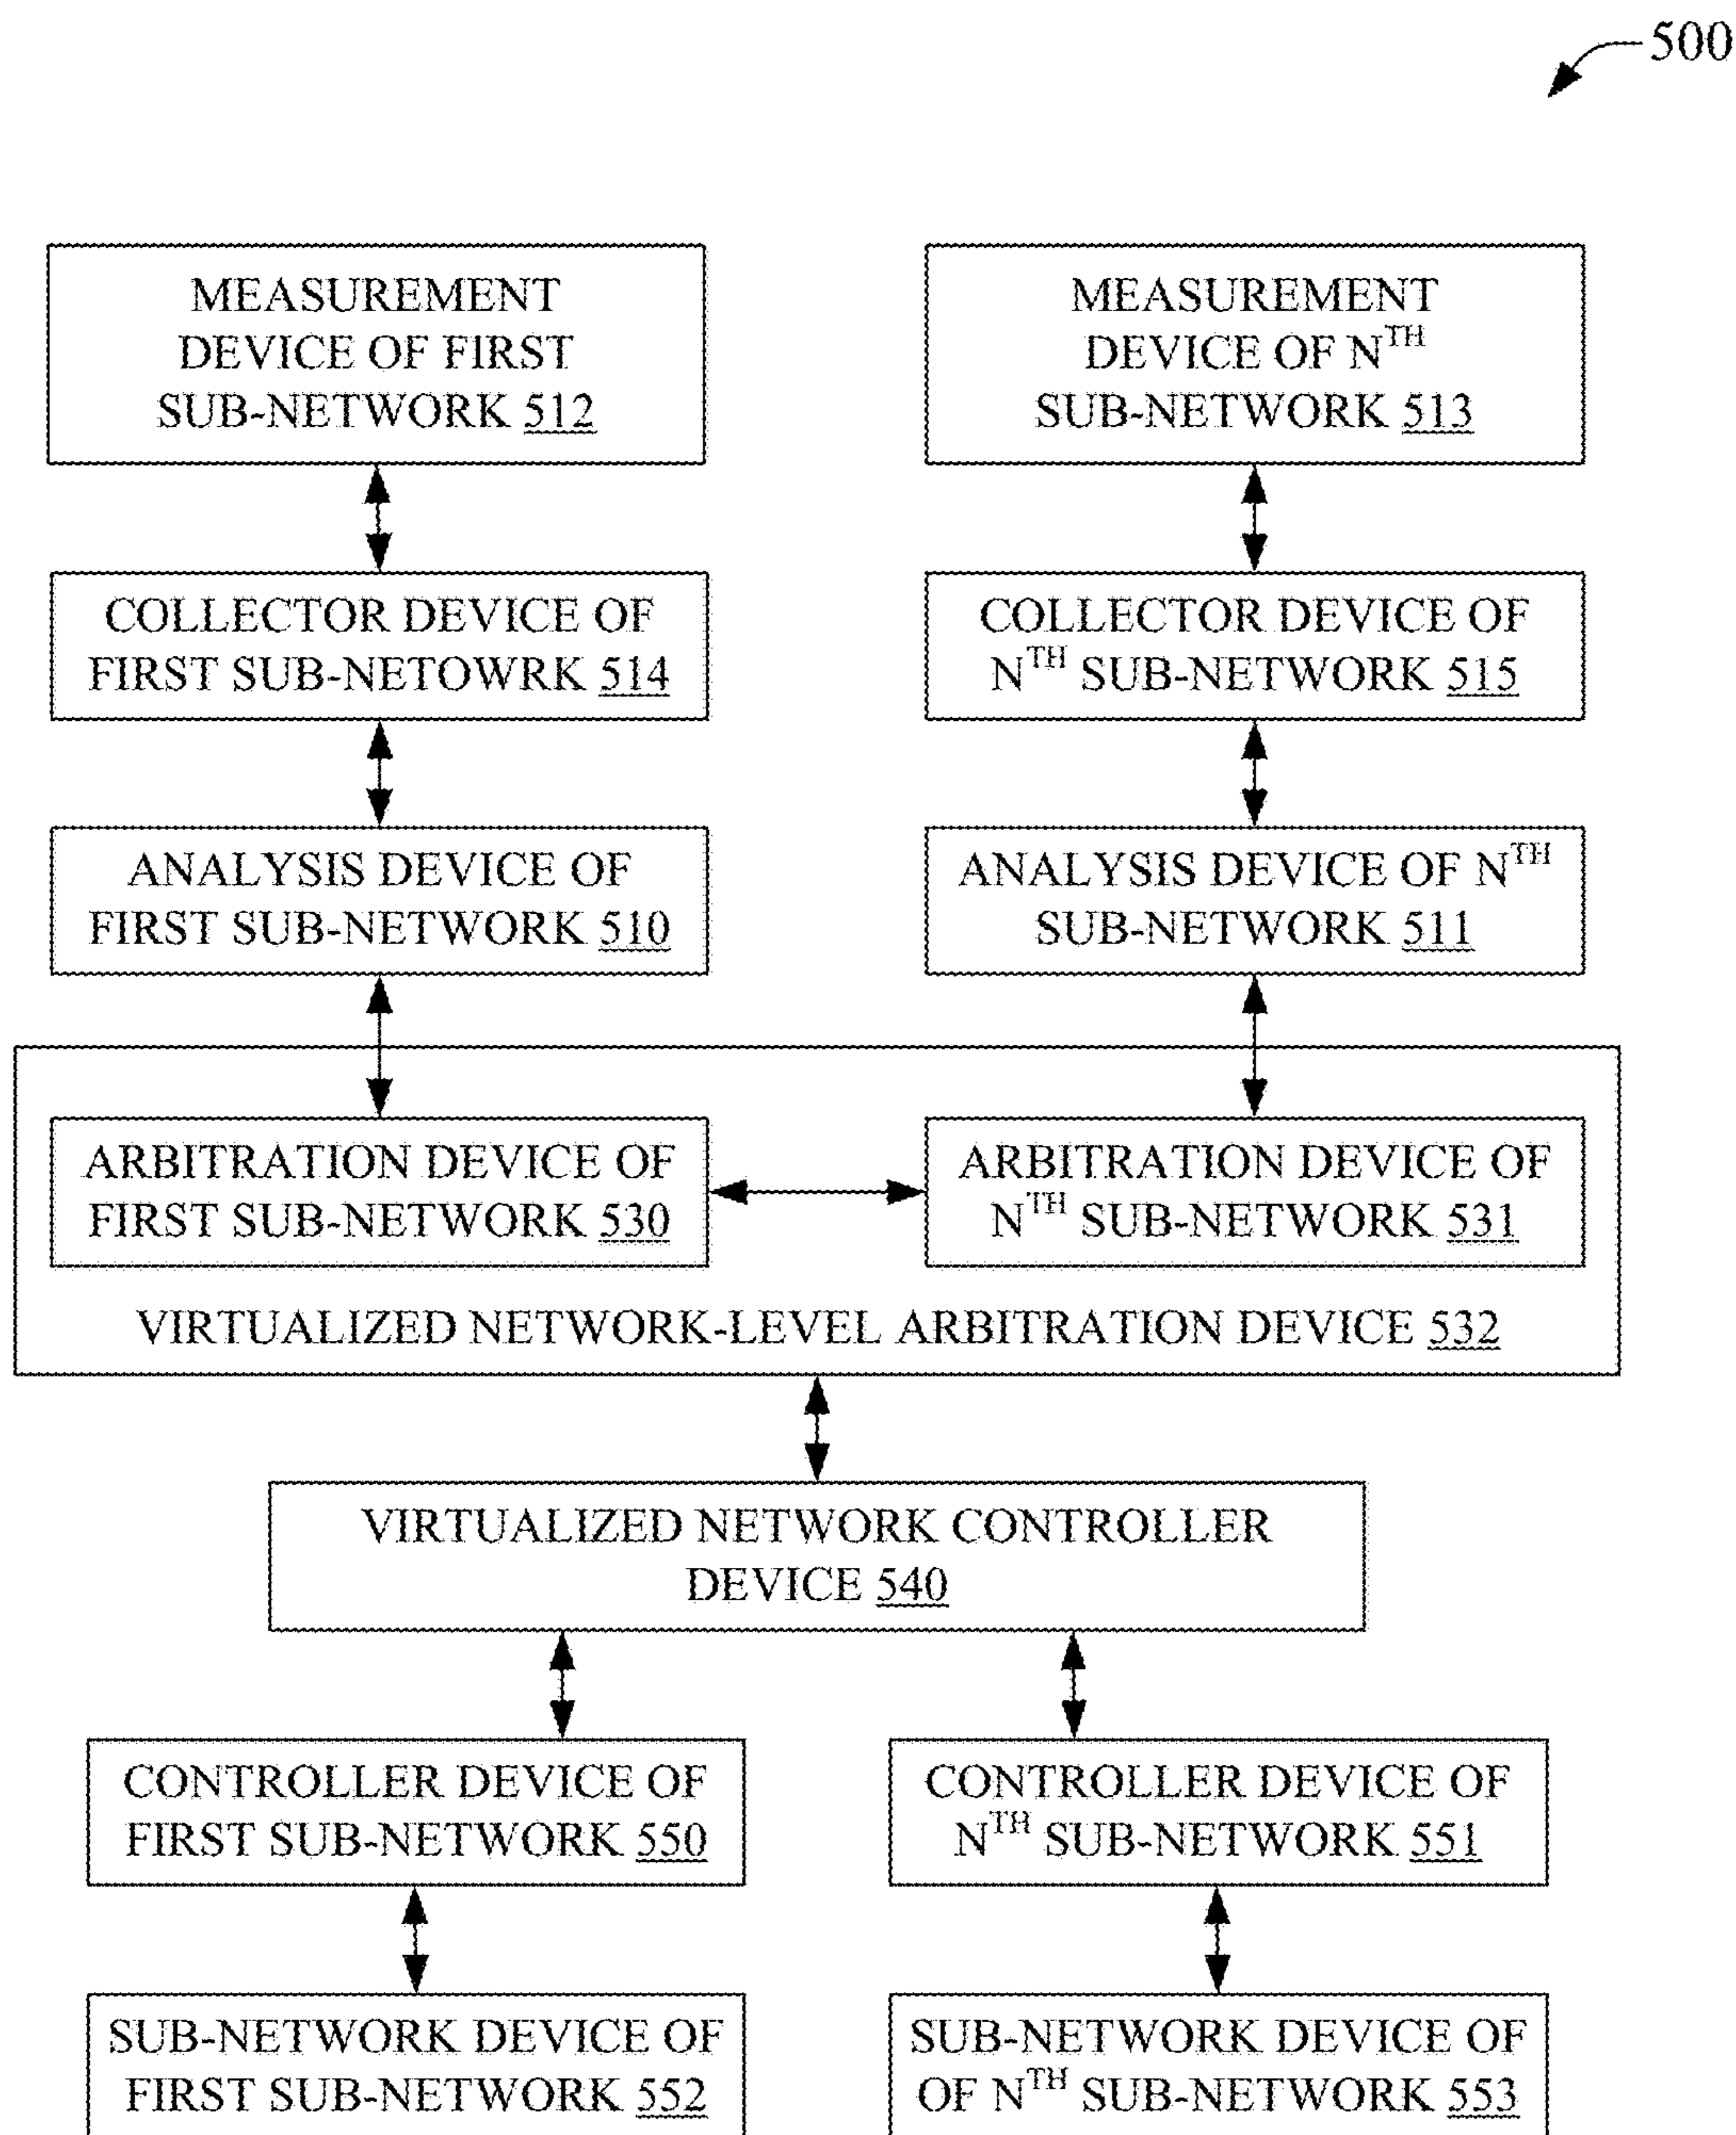 500
MEASUREMENT
DEVICE OF FIRST
SUB-NETWORK 512
MEASUREMENT
DEVICE OF NTH
SUB-NETWORK 513
COLLECTOR DEVICE OF
FIRST SUB-NETOWRK 514
COLLECTOR DEVICE OF
NTH SUB-NETWORK 515
ANALYSIS DEVICE OF
FIRST SUB-NETWORK 510
ANALYSIS DEVICE OF NTH
SUB-NETWORK 511
ARBITRATION DEVICE OF
FIRST SUB-NETWORK 530
ARBITRATION DEVICE OF
NTH SUB-NETWORK 531
VIRTUALIZED NETWORK-LEVEL ARBITRATION DEVICE 532
VIRTUALIZED NETWORK CONTROLLER
DEVICE 540
CONTROLLER DEVICE OF
FIRST SUB-NETWORK 550
CONTROLLER DEVICE OF
NTH SUB-NETWORK 551
SUB-NETWORK DEVICE OF
FIRST SUB-NETWORK 552
SUB-NETWORK DEVICE OF
OF NTH SUB-NETWORK 553